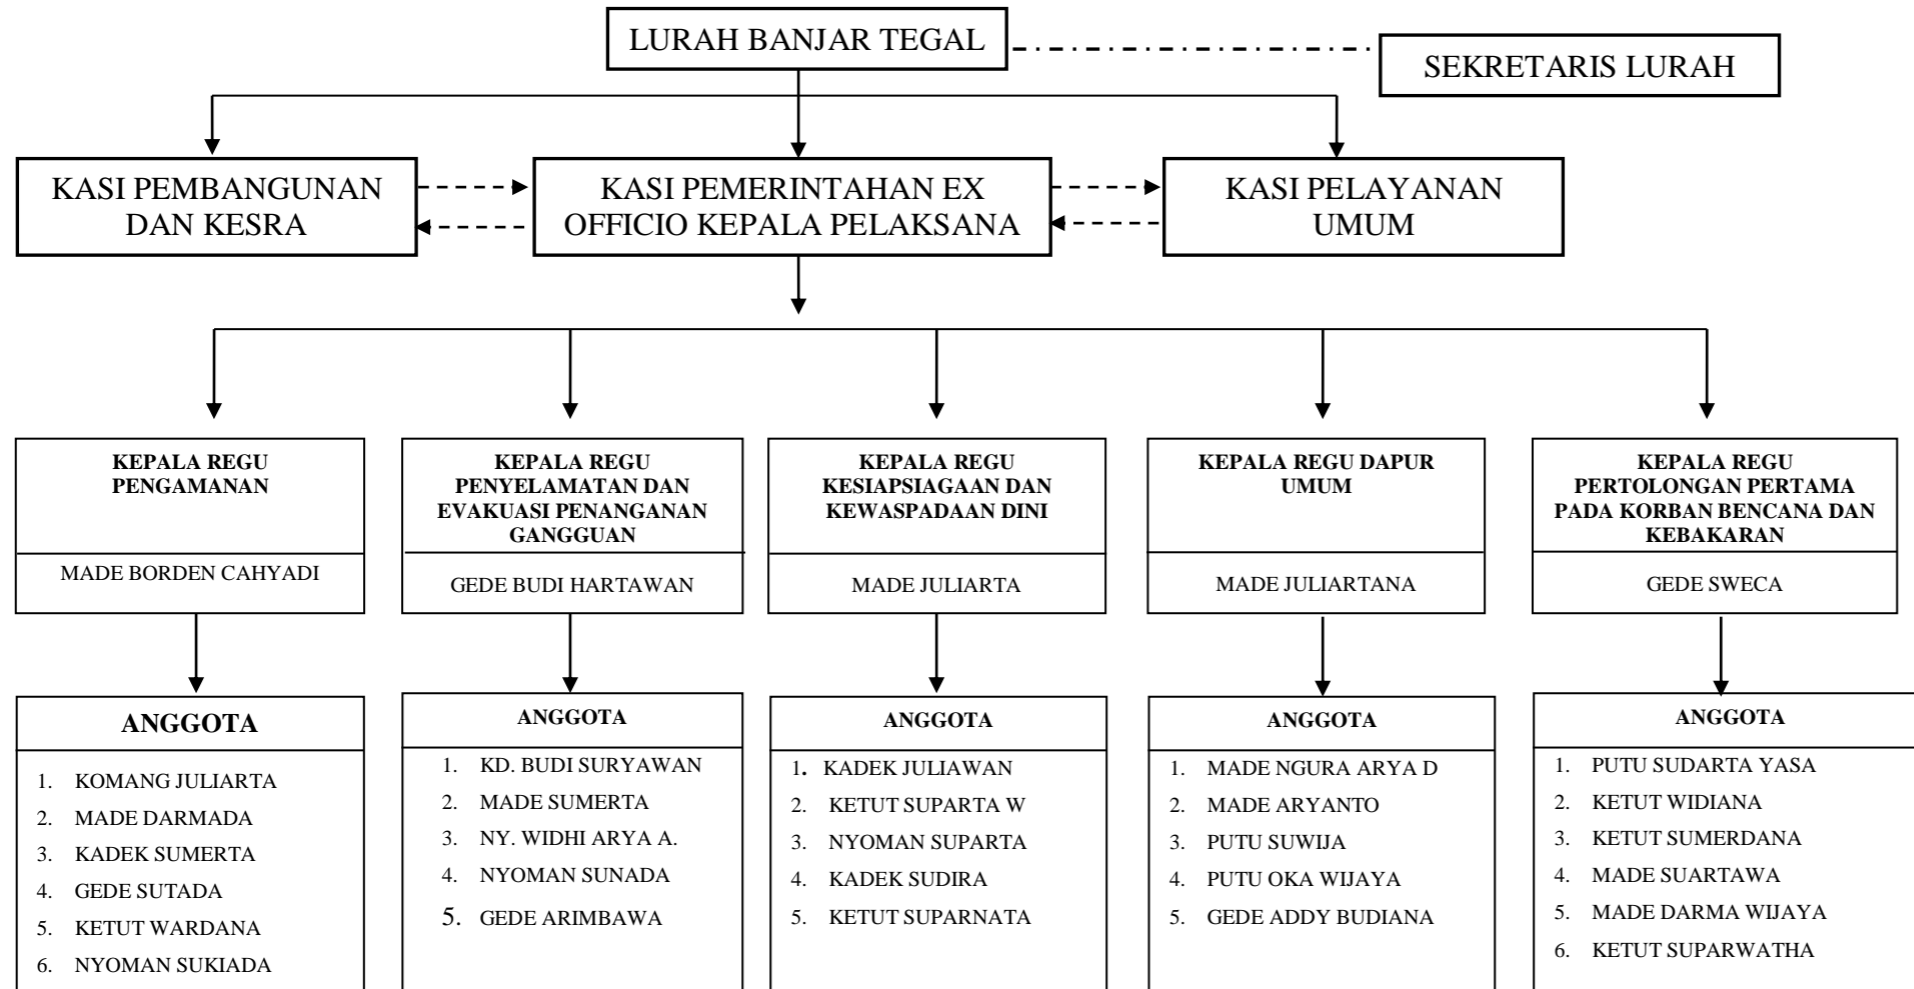 LURAH BANJAR TEGAL
SEKRETARIS LURAH
KASI PEMBANGUNAN
DAN KESRA
KASI PEMERINTAHAN EX
OFFICIO KEPALA PELAKSANA
KASI PELAYANAN
UMUM
KEPALA REGU
PENGAMANAN
MADE BORDEN CAHYADI
KEPALA REGU
PENYELAMATAN DAN
EVAKUASI PENANGANAN
GANGGUAN
GEDE BUDI HARTAWAN
KEPALA REGU
KESIAPSIAGAAN DAN
KEWASPADAAN DINI
MADE JULIARTA
KEPALA REGU DAPUR
UMUM
MADE JULIARTANA
KEPALA REGU
PERTOLONGAN PERTAMA
PADA KORBAN BENCANA DAN
KEBAKARAN
GEDE SWECA
ANGGOTA
1. KOMANG JULIARTA
2. MADE DARMADA
3. KADEK SUMERTA
4. GEDE SUTADA
5. KETUT WARDANA
6. NYOMAN SUKIADA
ANGGOTA
1. KD. BUDI SURYAWAN
2. MADE SUMERTA
3. NY. WIDHI ARYA A.
4. NYOMAN SUNADA
5. GEDE ARIMBAWA
ANGGOTA
1. KADEK JULIAWAN
2. KETUT SUPARTA W
3. NYOMAN SUPARTA
4. KADEK SUDIRA
5. KETUT SUPARNATA
ANGGOTA
1. MADE NGURA ARYA D
2. MADE ARYANTO
3. PUTU SUWIJA
4. PUTU OKA WIJAYA
5. GEDE ADDY BUDIANA
ANGGOTA
1. PUTU SUDARTA YASA
2. KETUT WIDIANA
3. KETUT SUMERDANA
4. MADE SUARTAWA
5. MADE DARMA WIJAYA
6. KETUT SUPARWATHA